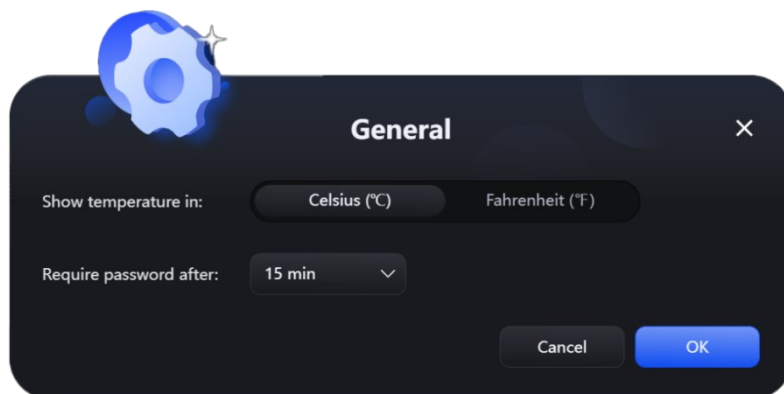 General
Show temperature in: Celsius (℃) Fahrenheit (℉)
Require password after: 15 min
Cancel OK